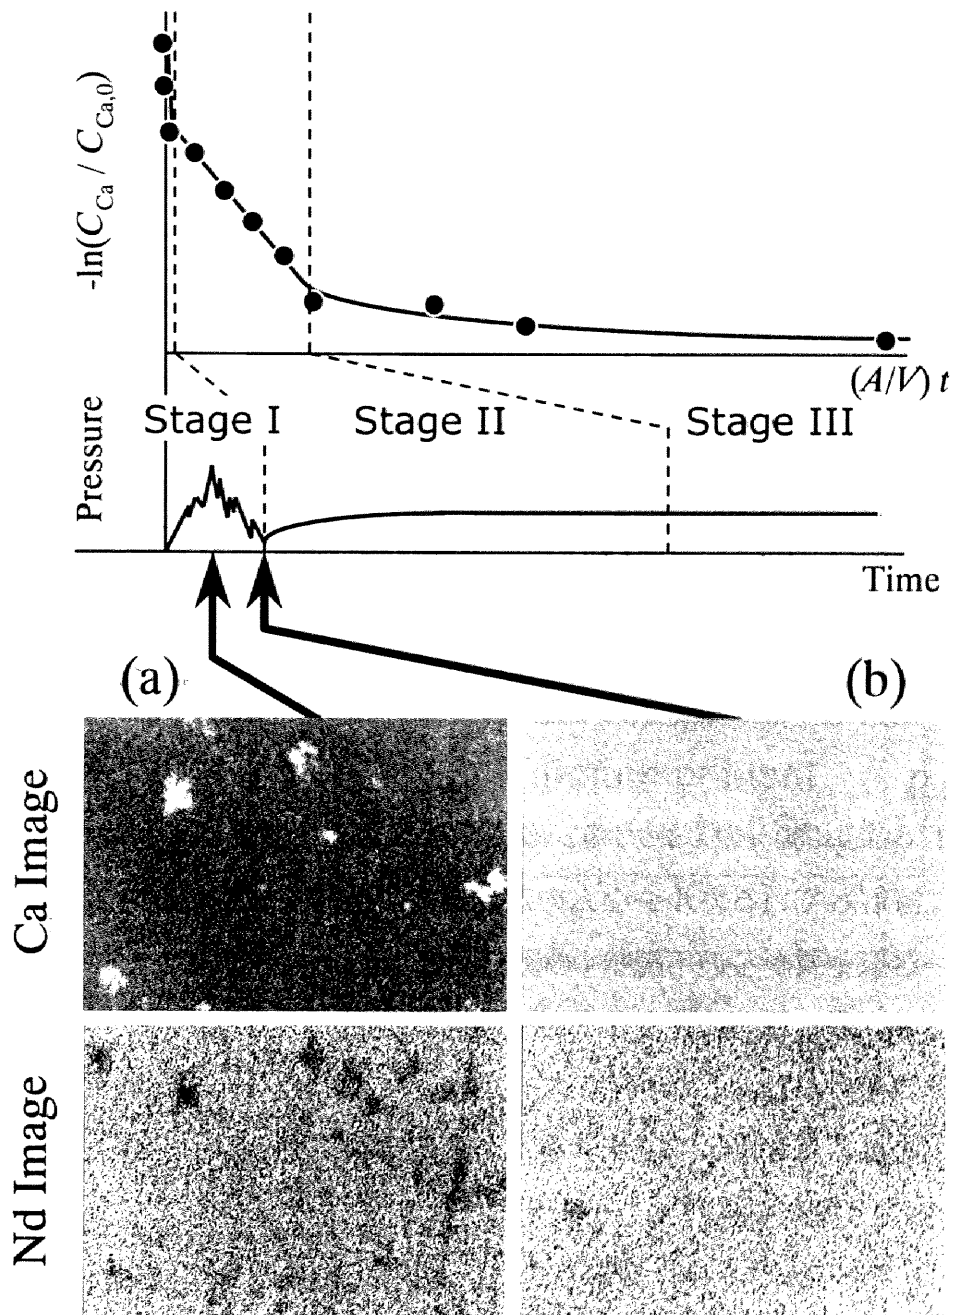 -ln(C_Ca / C_Ca,0)
(A/V) t
Stage I
Stage II
Stage III
Pressure
Time
(a)
(b)
Ca Image
Nd Image